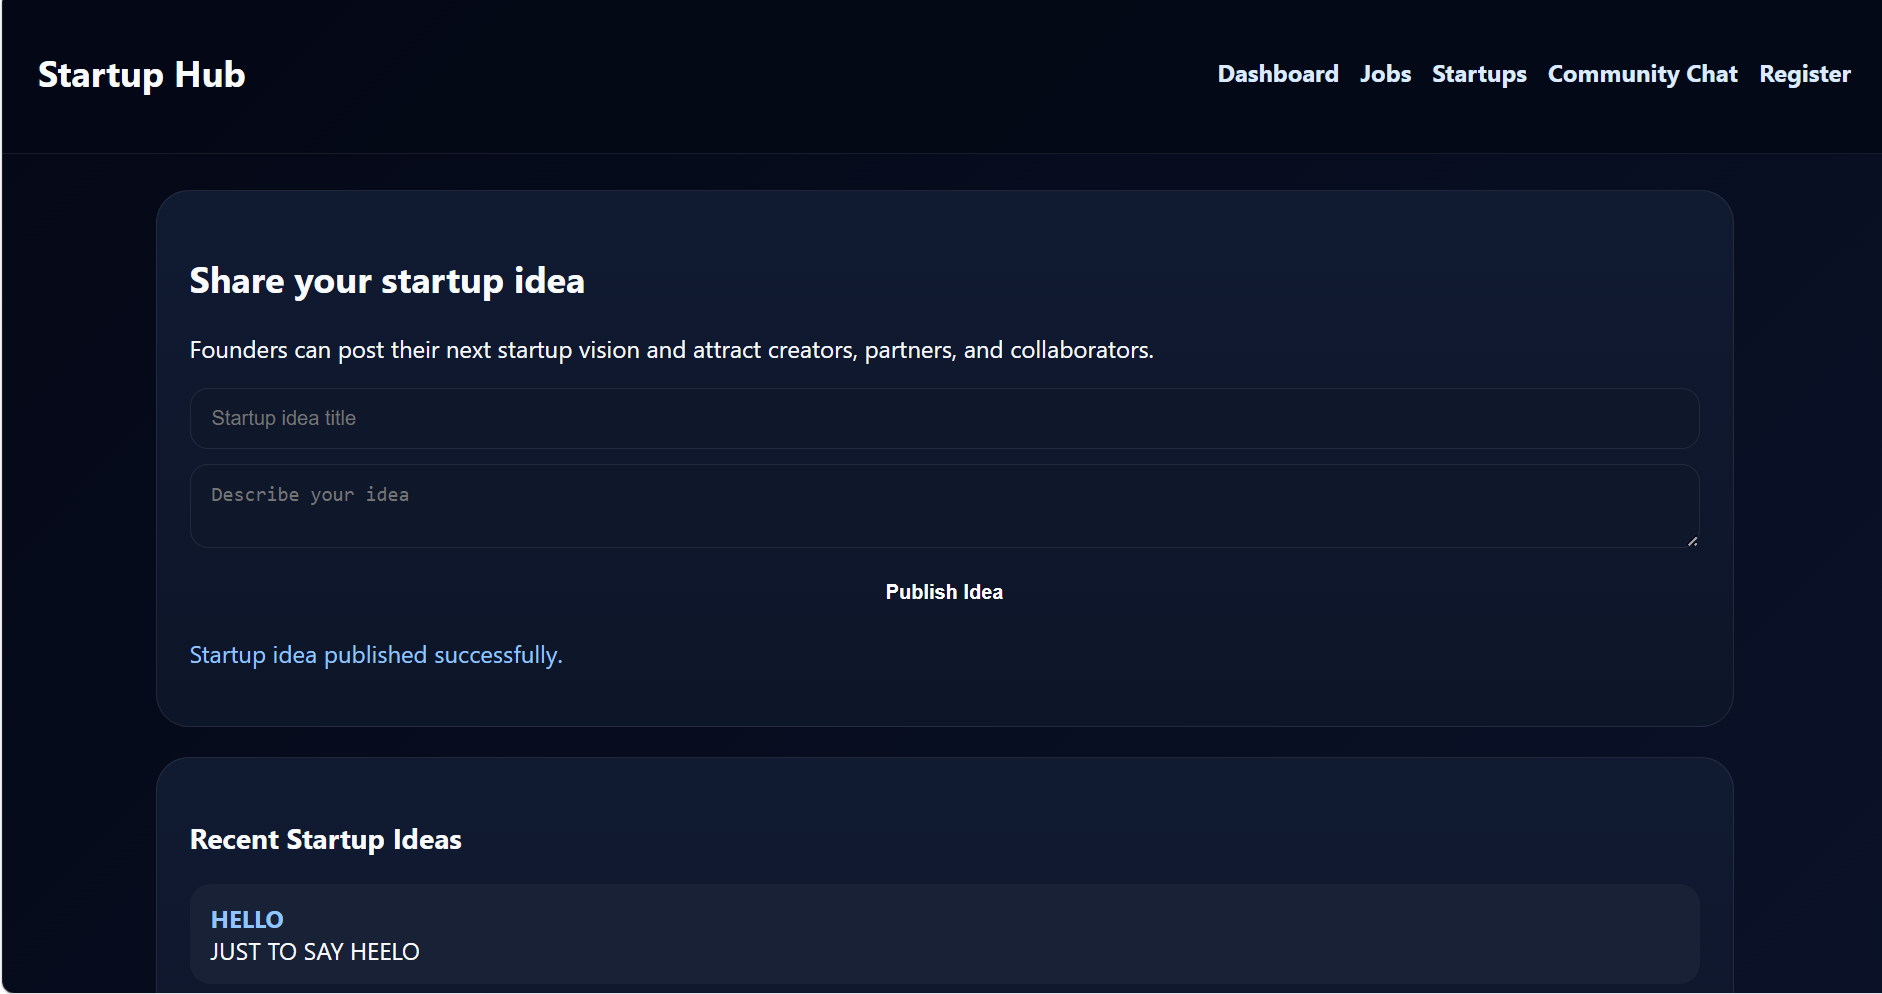 Startup Hub
Dashboard Jobs Startups Community Chat Register
Share your startup idea
Founders can post their next startup vision and attract creators, partners, and collaborators.
Startup idea title
Describe your idea
Publish Idea
Startup idea published successfully.
Recent Startup Ideas
HELLO
JUST TO SAY HEELO